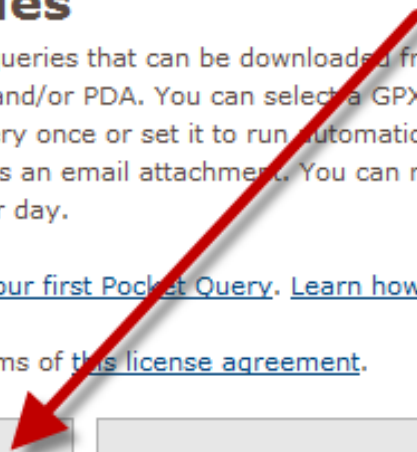 ies
ueries that can be downloaded fr
and/or PDA. You can select a GPX
ry once or set it to run automatic
s an email attachment. You can r
r day.
our first Pocket Query. Learn how
ms of this license agreement.